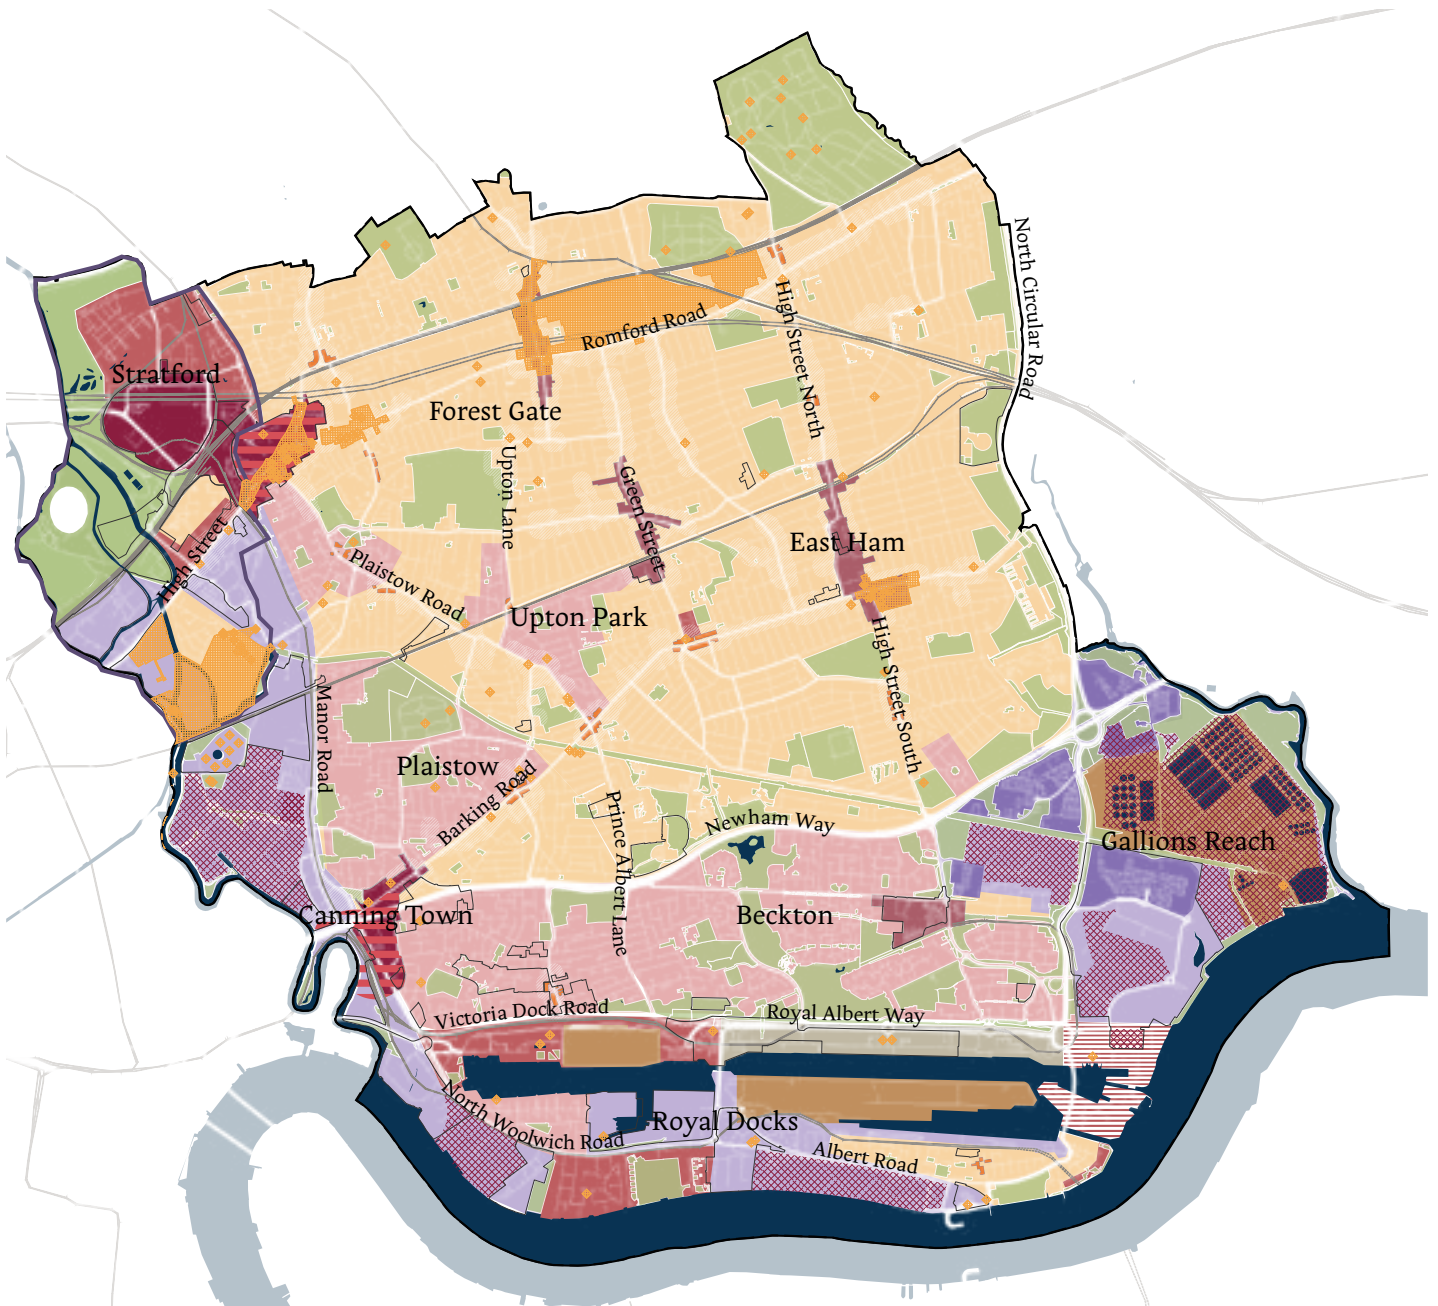 North Circular Road
High Street North
Romford Road
Stratford
Forest Gate
Upton Lane
Green Street
High Street
East Ham
Plaistow Road
Upton Park
High Street South
Manor Road
Plaistow
Barking Road
Prince Albert Lane
Newham Way
Gallions Reach
Canning Town
Beckton
Victoria Dock Road
Royal Albert Way
North Woolwich Road
Royal Docks
Albert Road